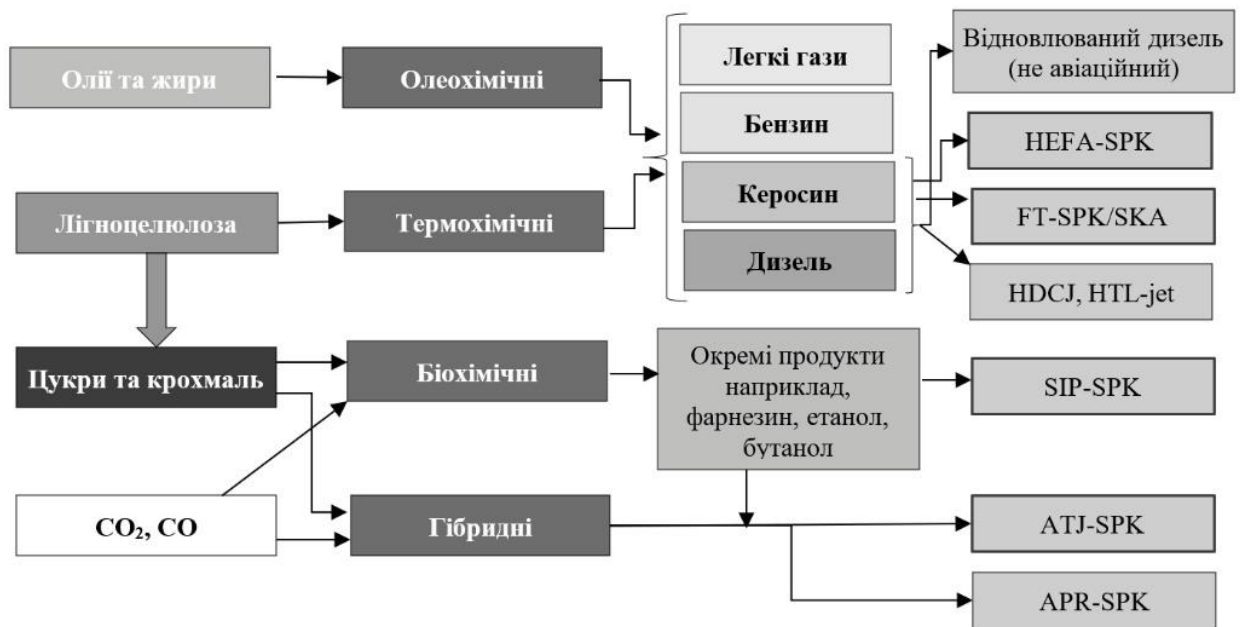 Олії та жири
Олеохімічні
Легкі гази
Відновлюваний дизель
(не авіаційний)
Бензин
HEFA-SPK
Лігноцелюлоза
Термохімічні
Керосин
FT-SPK/SKA
Дизель
HDCJ, HTL-jet
Цукри та крохмаль
Біохімічні
Окремі продукти
наприклад,
фарнезин, етанол,
бутанол
SIP-SPK
CO₂, CO
Гібридні
ATJ-SPK
APR-SPK